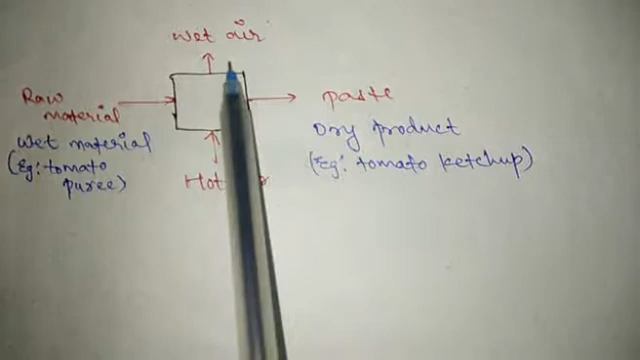 Wet air
Raw
material
paste
Wet material
Dry product
(Eg: tomato
puree)
(Eg: tomato ketchup)
Hot